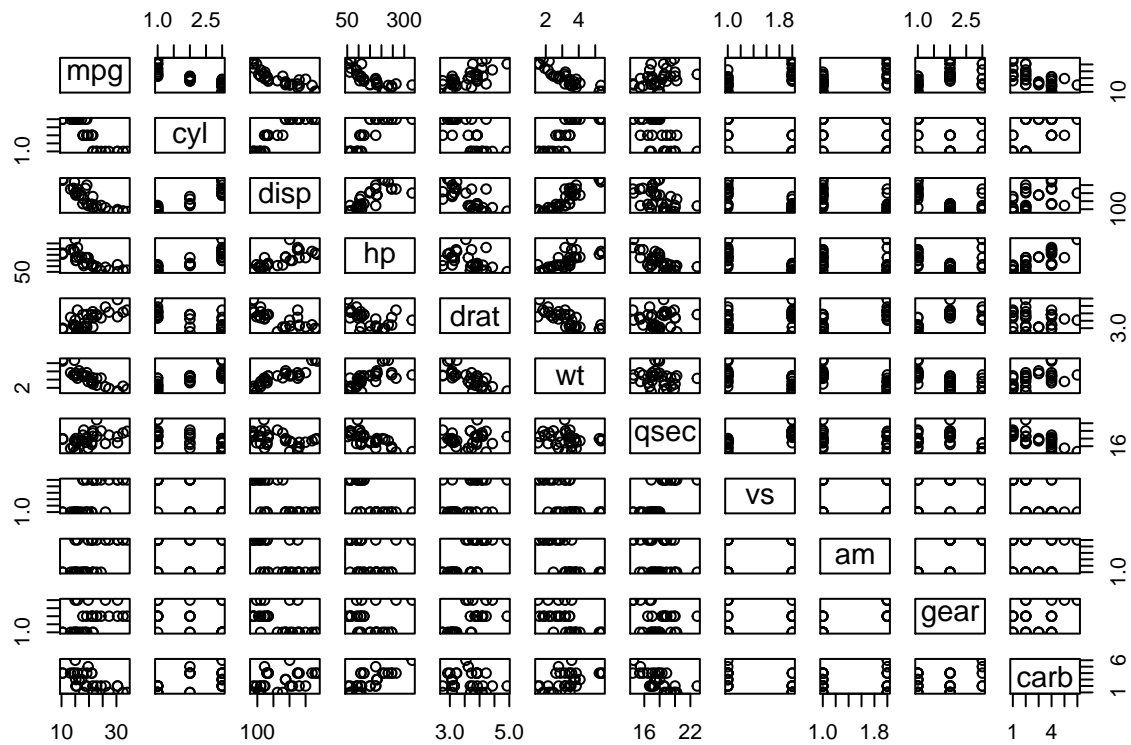 1.0 2.5 50 300 2 4 1.0 1.0 2.5
mpg 10
1.0 cyl
disp 100
50 hp
drat 3.0
2 wt
qsec 16
1.0 vs
am 1.0
1.0 gear
carb 1 6
10 30 100 3.0 5.0 16 22 1.0 1.8 1 4